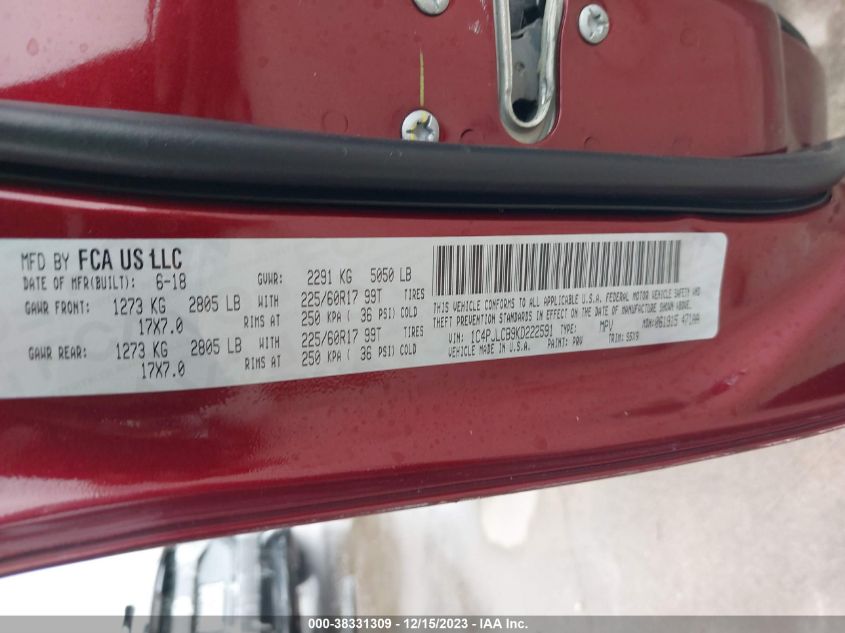 MFD BY FCA US LLC
DATE OF MFR(BUILT): 6-18 GVWR: 2291 KG 5050 LB
GAWR FRONT: 1273 KG 2805 LB WITH 225/60R17 99T TIRES
17X7.0 RIMS AT 250 KPA ( 36 PSI) COLD
GAWR REAR: 1273 KG 2805 LB WITH 225/60R17 99T TIRES
17X7.0 RIMS AT 250 KPA ( 36 PSI) COLD
THIS VEHICLE CONFORMS TO ALL APPLICABLE U.S.A. FEDERAL MOTOR VEHICLE SAFETY AND
THEFT PREVENTION STANDARDS IN EFFECT ON THE DATE OF MANUFACTURE SHOWN ABOVE.
VIN: 1C4PJLCB9KD222591 TYPE: MPV MDH: 061915 471AA
VEHICLE MADE IN U.S.A. PAINT: PRV TRIM: S5X9
000-38331309 - 12/15/2023 - IAA Inc.